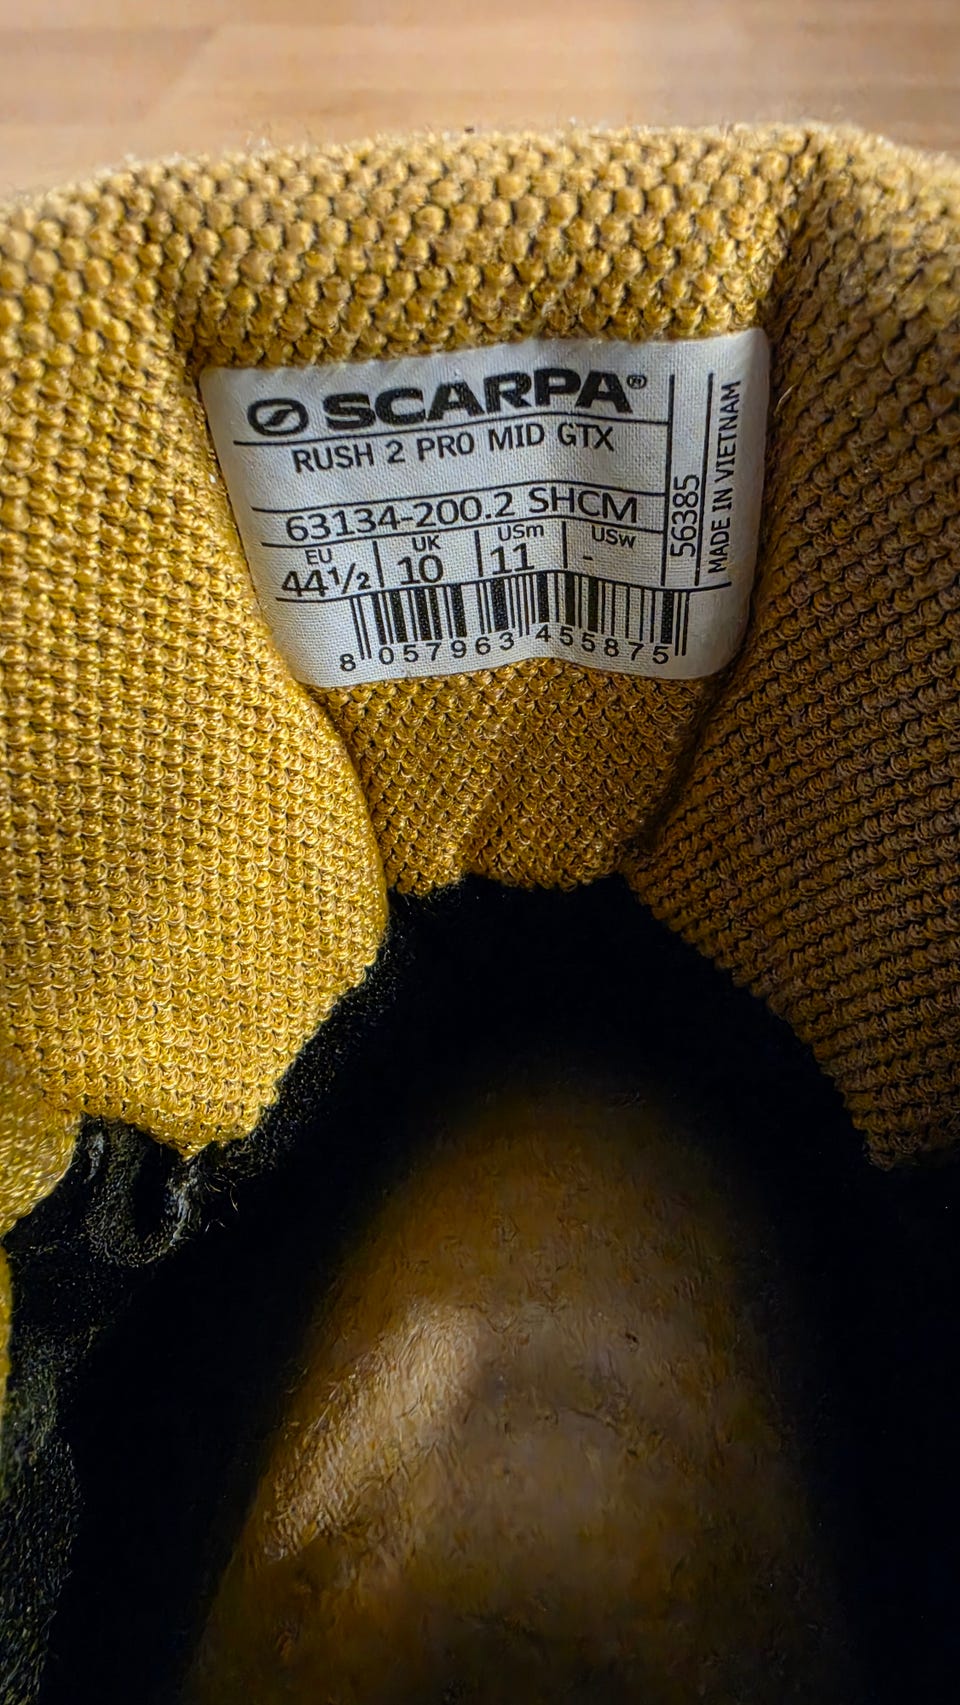 SCARPA®
RUSH 2 PRO MID GTX
63134-200.2 SHCM
EU UK USm USw
44½ 10 11 -
8 057963 455875
56385
MADE IN VIETNAM